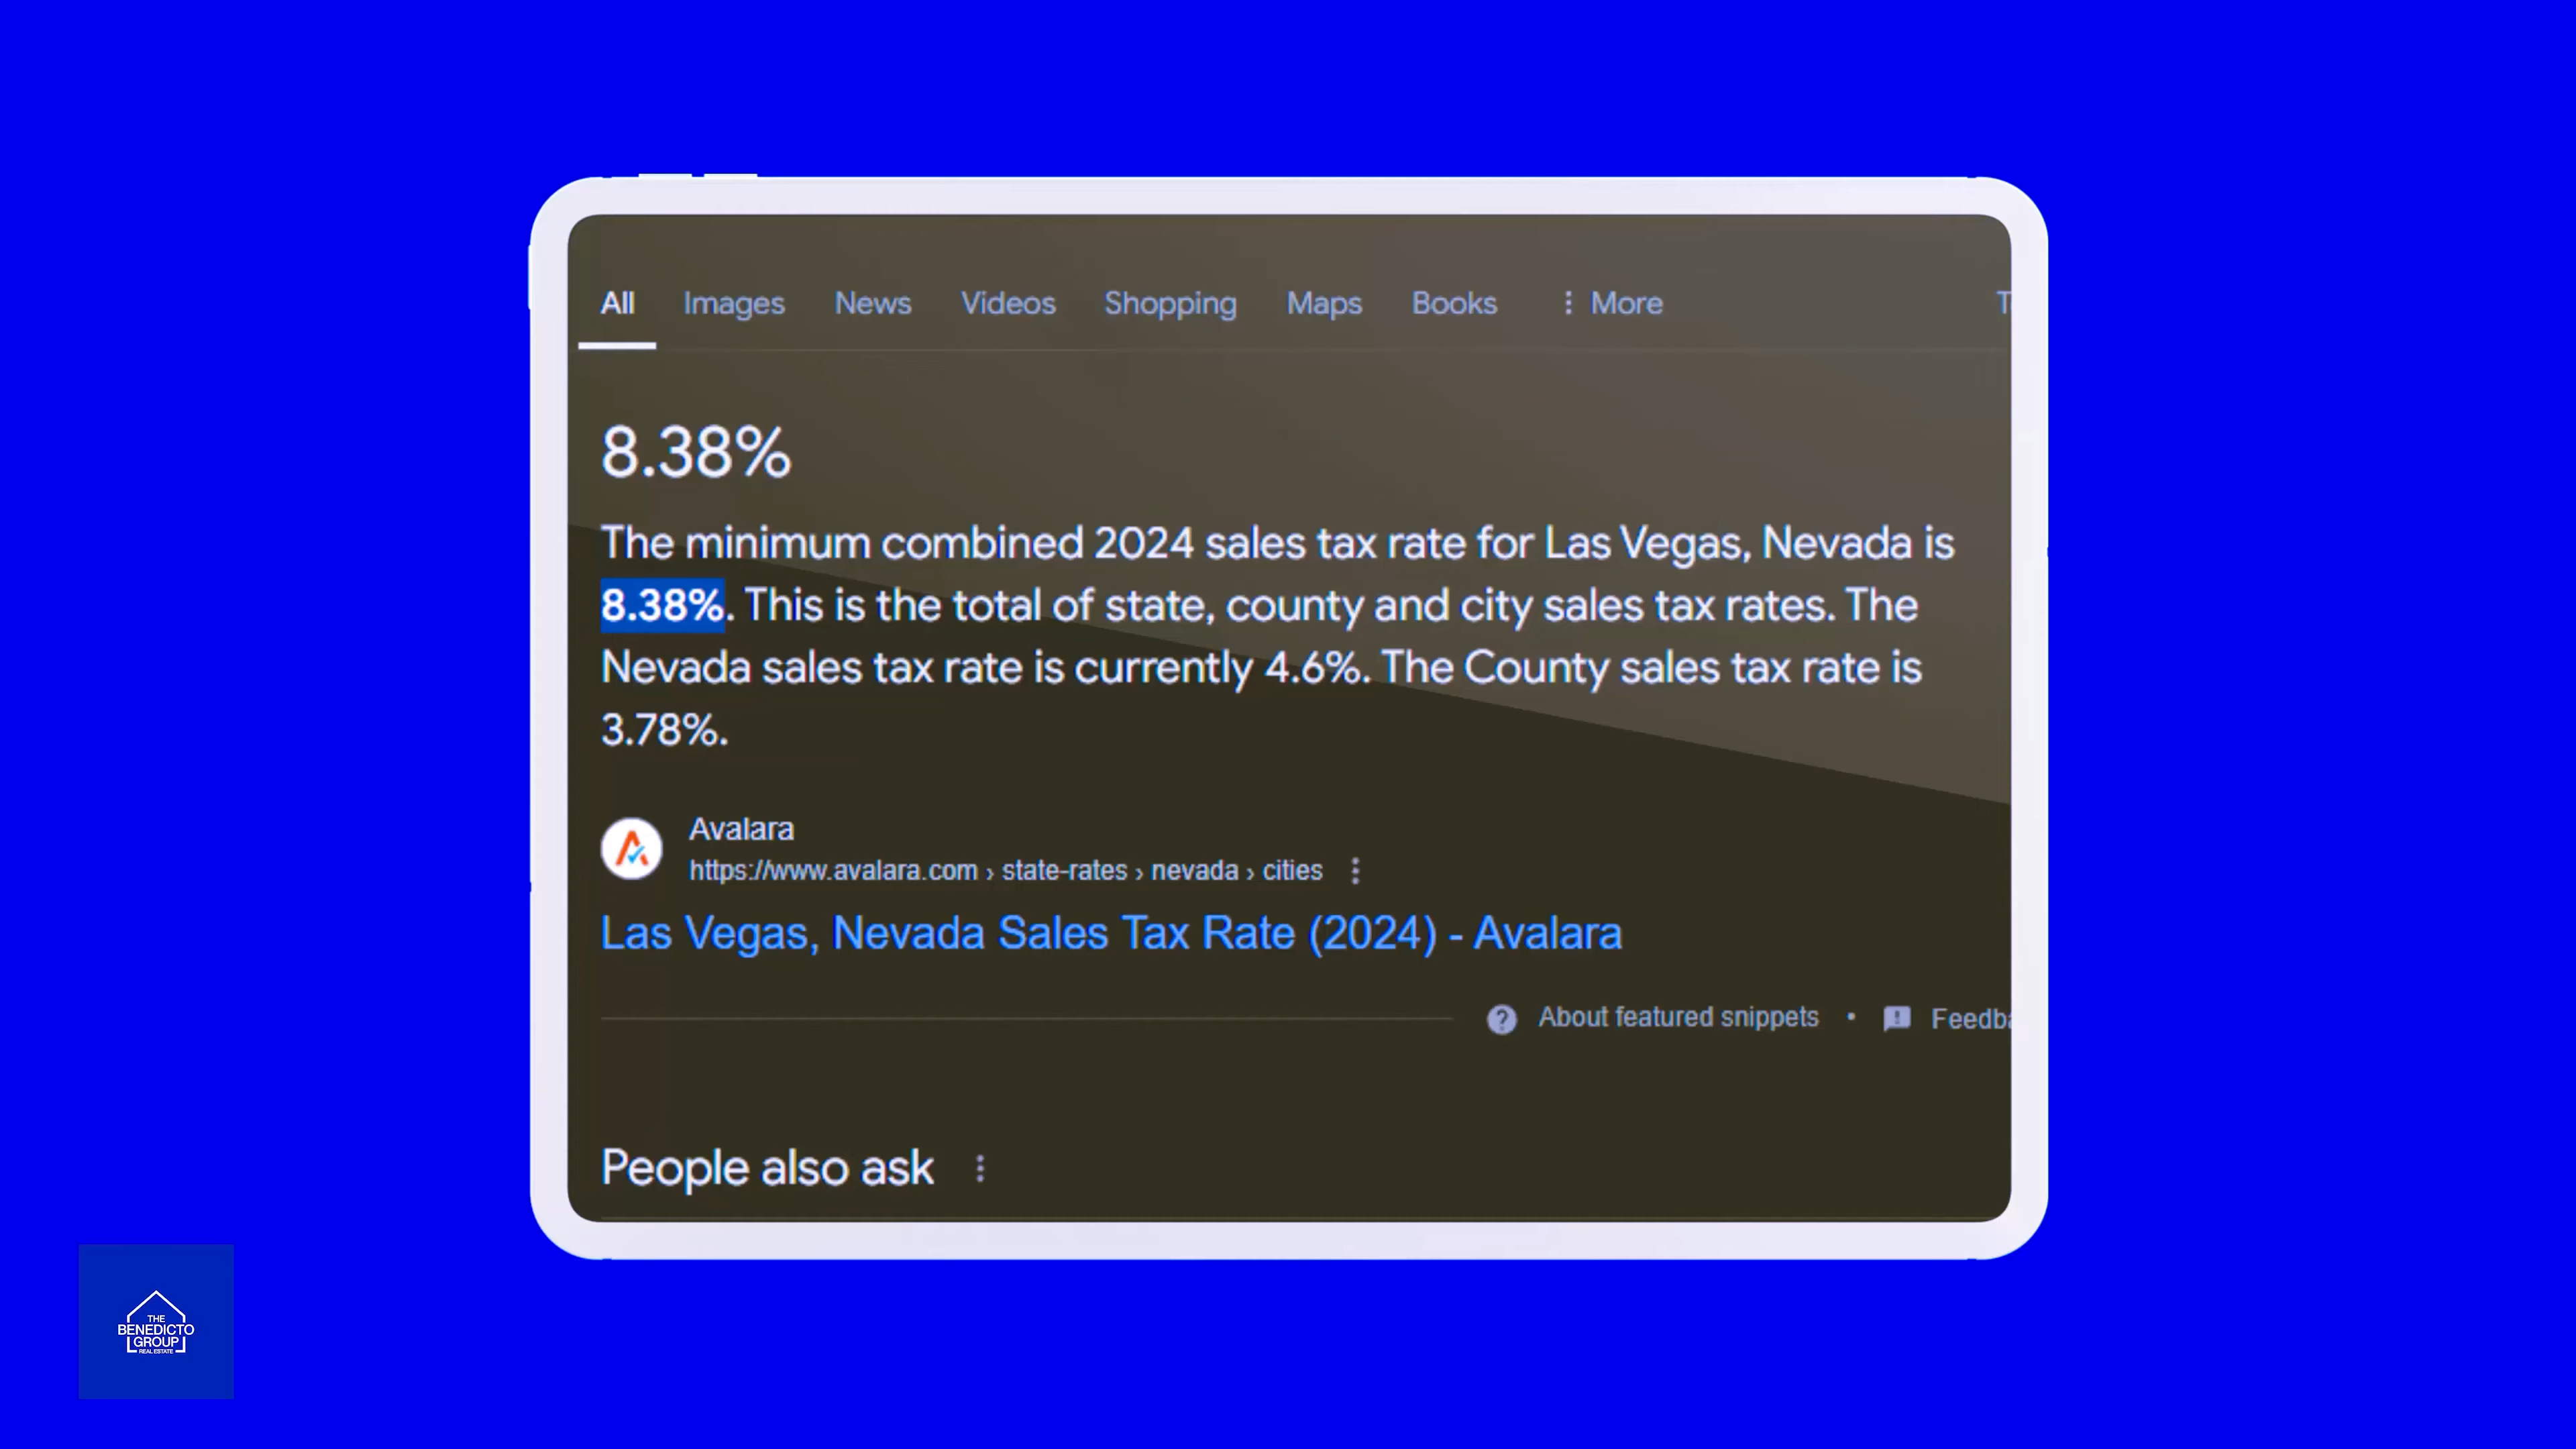 All Images News Videos Shopping Maps Books More
8.38%
The minimum combined 2024 sales tax rate for Las Vegas, Nevada is
8.38%. This is the total of state, county and city sales tax rates. The
Nevada sales tax rate is currently 4.6%. The County sales tax rate is
3.78%.
Avalara
https://www.avalara.com › state-rates › nevada › cities
Las Vegas, Nevada Sales Tax Rate (2024) - Avalara
About featured snippets • Feedba
People also ask
THE
BENEDICTO
GROUP
REAL ESTATE